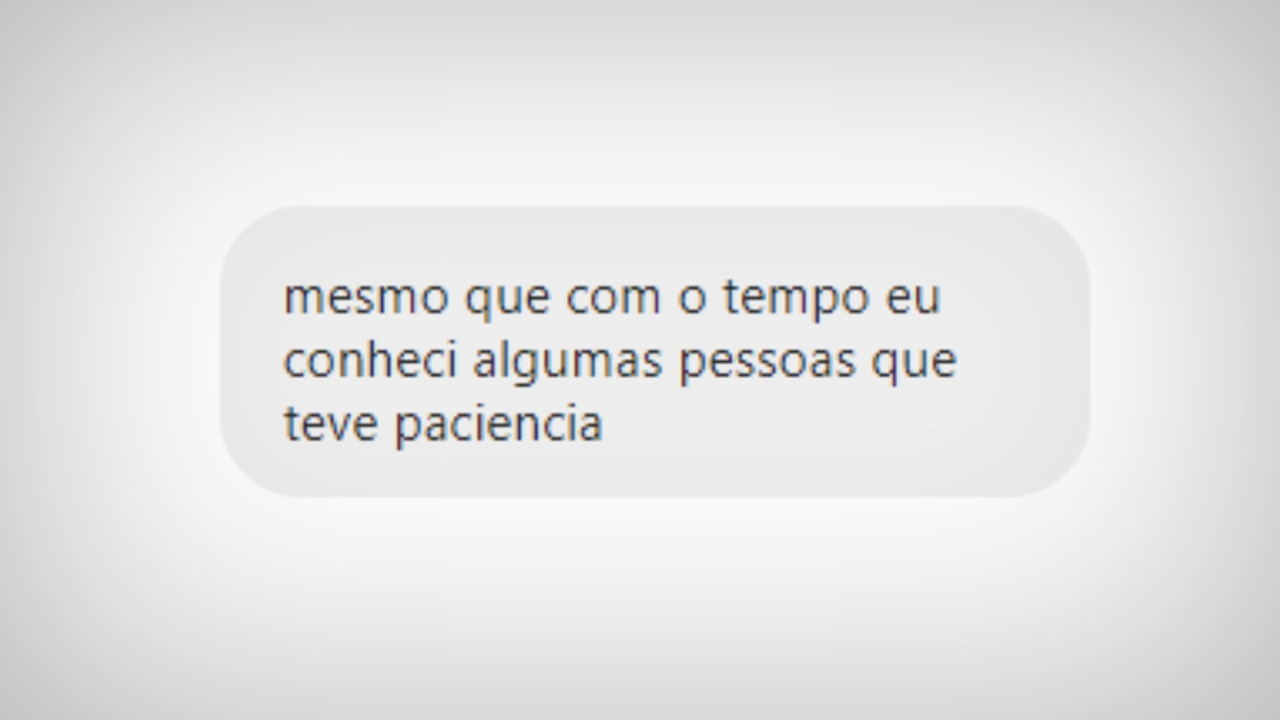 mesmo que com o tempo eu
conheci algumas pessoas que
teve paciencia